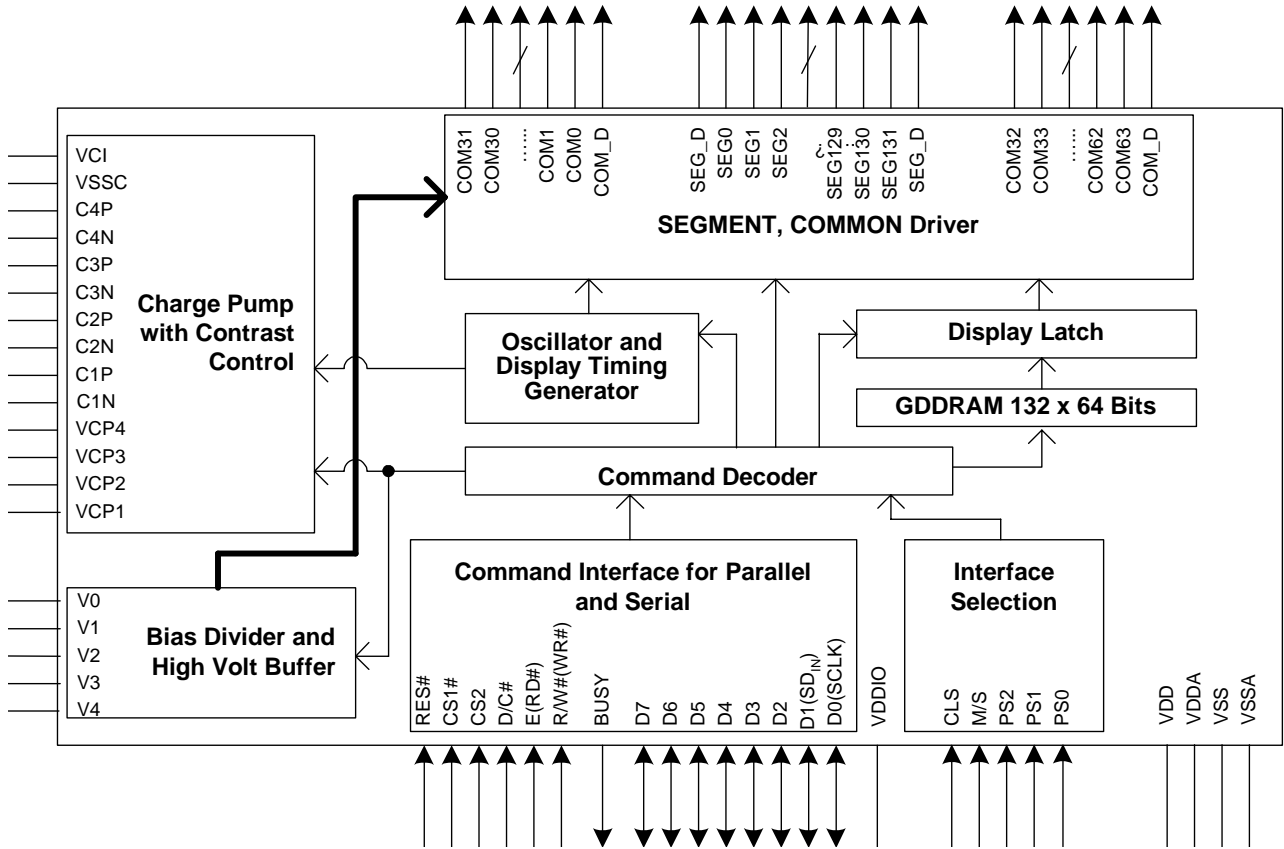 COM31
COM30
......
COM1
COM0
COM_D
SEG_D
SEG0
SEG1
SEG2
¿:
SEG129
SEG130
SEG131
SEG_D
COM32
COM33
......
COM62
COM63
COM_D
SEGMENT, COMMON Driver
VCI
VSSC
C4P
C4N
C3P
C3N
C2P
C2N
C1P
C1N
VCP4
VCP3
VCP2
VCP1
Charge Pump
with Contrast
Control
Oscillator and
Display Timing
Generator
Display Latch
GDDRAM 132 x 64 Bits
Command Decoder
V0
V1
V2
V3
V4
Bias Divider and
High Volt Buffer
Command Interface for Parallel
and Serial
RES#
CS1#
CS2
D/C#
E(RD#)
R/W#(WR#)
BUSY
D7
D6
D5
D4
D3
D2
D1(SDIN)
D0(SCLK)
VDDIO
Interface
Selection
CLS
M/S
PS2
PS1
PS0
VDD
VDDA
VSS
VSSA